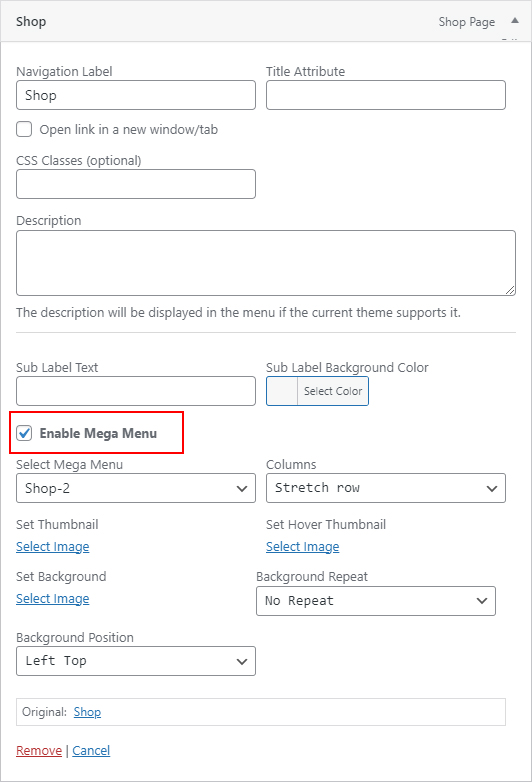 Shop
Shop Page
Navigation Label
Title Attribute
Shop
Open link in a new window/tab
CSS Classes (optional)
Description
The description will be displayed in the menu if the current theme supports it.
Sub Label Text
Sub Label Background Color
Select Color
Enable Mega Menu
Select Mega Menu
Columns
Shop-2
Stretch row
Set Thumbnail
Set Hover Thumbnail
Select Image
Select Image
Set Background
Background Repeat
Select Image
No Repeat
Background Position
Left Top
Original: Shop
Remove | Cancel